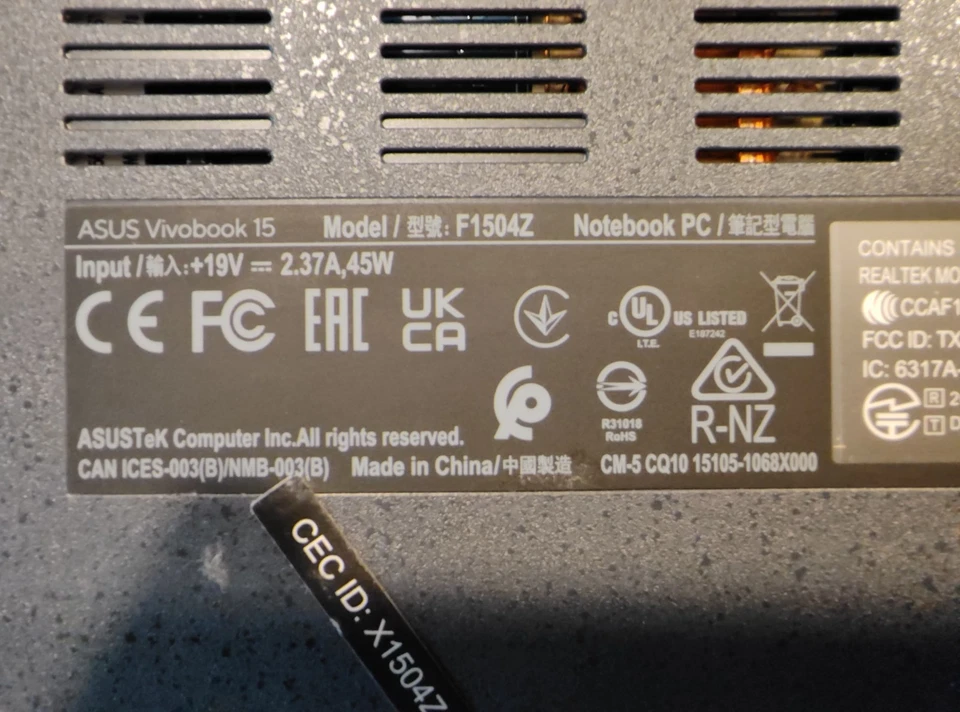 ASUS Vivobook 15 Model / 型號: F1504Z Notebook PC / 筆記型電腦
Input / 輸入:+19V ⎓ 2.37A,45W
CE FC EAC UK CA
c UL US LISTED
E187242
I.T.E.
R31018
RoHS
R-NZ
ASUSTeK Computer Inc.All rights reserved.
CAN ICES-003(B)/NMB-003(B) Made in China/中國製造 CM-5 CQ10 15105-1068X000
CONTAINS
REALTEK MO
CCAF1
FCC ID: TX
IC: 6317A-
R 2
T D
CEC ID: X1504Z